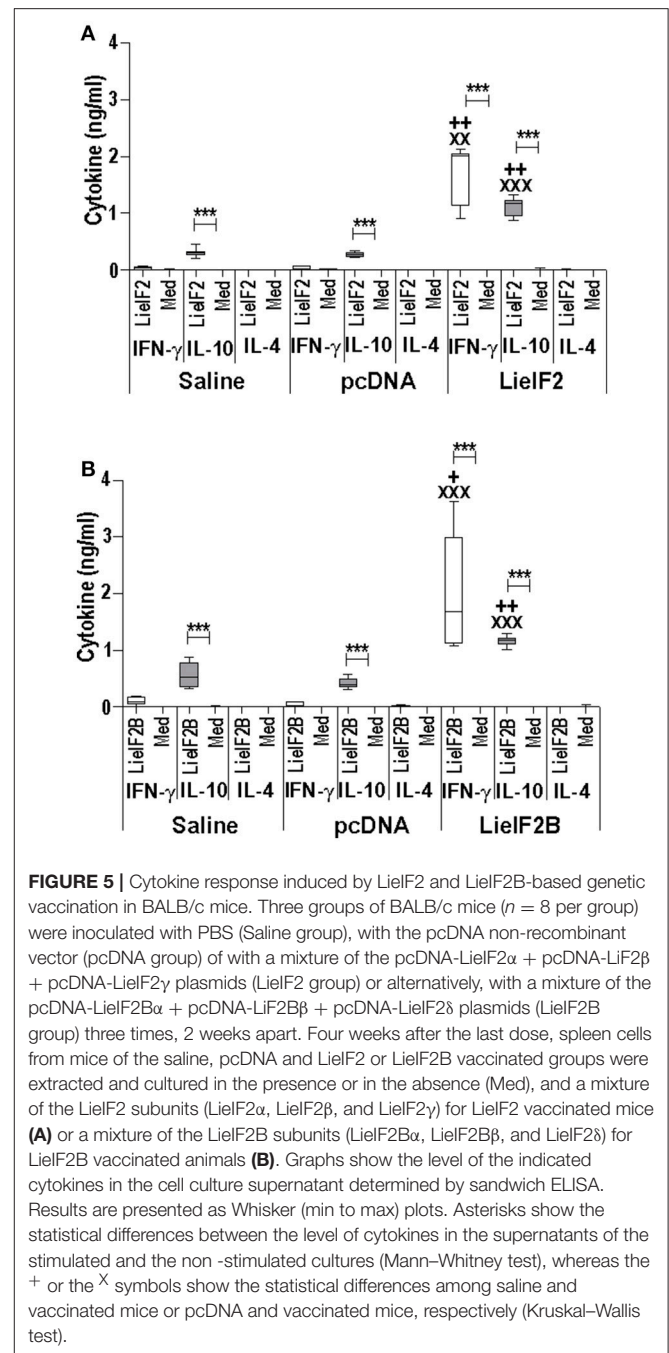 A
Cytokine (ng/ml)
4
3
2
1
0
***
***
***
***
++
XX
++
XXX
LieIF2 Med LieIF2 Med LieIF2 Med LieIF2 Med LieIF2 Med LieIF2 Med LieIF2 Med LieIF2 Med LieIF2 Med
IFN-γ IL-10 IL-4 IFN-γ IL-10 IL-4 IFN-γ IL-10 IL-4
Saline pcDNA LieIF2
B
Cytokine (ng/ml)
4
3
2
1
0
***
***
***
***
+
XXX
++
XXX
LieIF2B Med LieIF2B Med LieIF2B Med LieIF2B Med LieIF2B Med LieIF2B Med LieIF2B Med LieIF2B Med LieIF2B Med
IFN-γ IL-10 IL-4 IFN-γ IL-10 IL-4 IFN-γ IL-10 IL-4
Saline pcDNA LieIF2B
FIGURE 5 | Cytokine response induced by LieIF2 and LieIF2B-based genetic
vaccination in BALB/c mice. Three groups of BALB/c mice (n = 8 per group)
were inoculated with PBS (Saline group), with the pcDNA non-recombinant
vector (pcDNA group) of with a mixture of the pcDNA-LieIF2α + pcDNA-LiF2β
+ pcDNA-LieIF2γ plasmids (LieIF2 group) or alternatively, with a mixture of the
pcDNA-LieIF2Bα + pcDNA-LiF2Bβ + pcDNA-LieIF2δ plasmids (LieIF2B
group) three times, 2 weeks apart. Four weeks after the last dose, spleen cells
from mice of the saline, pcDNA and LieIF2 or LieIF2B vaccinated groups were
extracted and cultured in the presence or in the absence (Med), and a mixture
of the LieIF2 subunits (LieIF2α, LieIF2β, and LieIF2γ) for LieIF2 vaccinated mice
(A) or a mixture of the LieIF2B subunits (LieIF2Bα, LieIF2Bβ, and LieIF2δ) for
LieIF2B vaccinated animals (B). Graphs show the level of the indicated
cytokines in the cell culture supernatant determined by sandwich ELISA.
Results are presented as Whisker (min to max) plots. Asterisks show the
statistical differences between the level of cytokines in the supernatants of the
stimulated and the non -stimulated cultures (Mann–Whitney test), whereas the
+ or the X symbols show the statistical differences among saline and
vaccinated mice or pcDNA and vaccinated mice, respectively (Kruskal–Wallis
test).